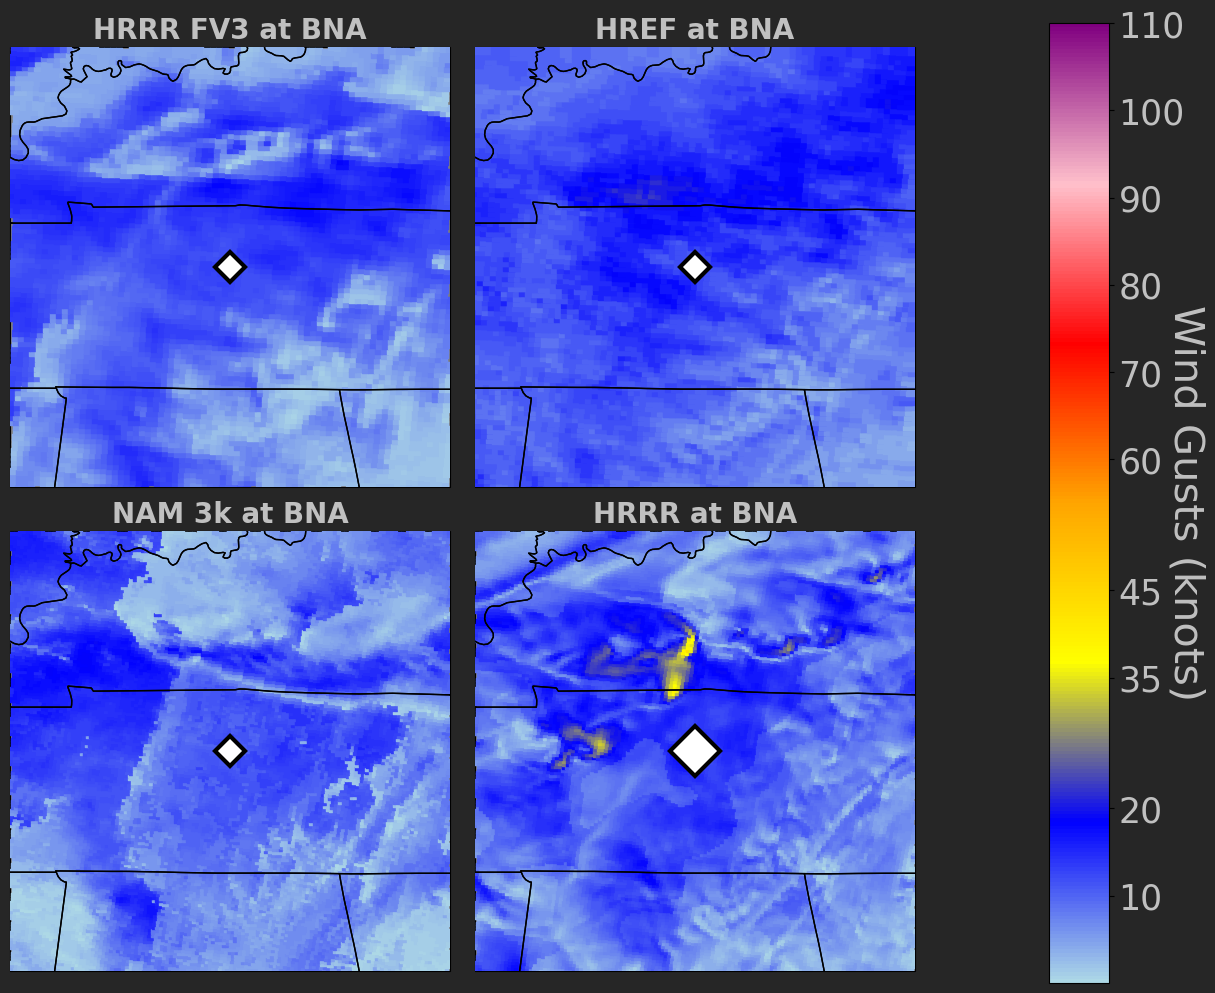 HRRR FV3 at BNA
HREF at BNA
NAM 3k at BNA
HRRR at BNA
110
100
90
80
70
60
45
35
20
10
Wind Gusts (knots)